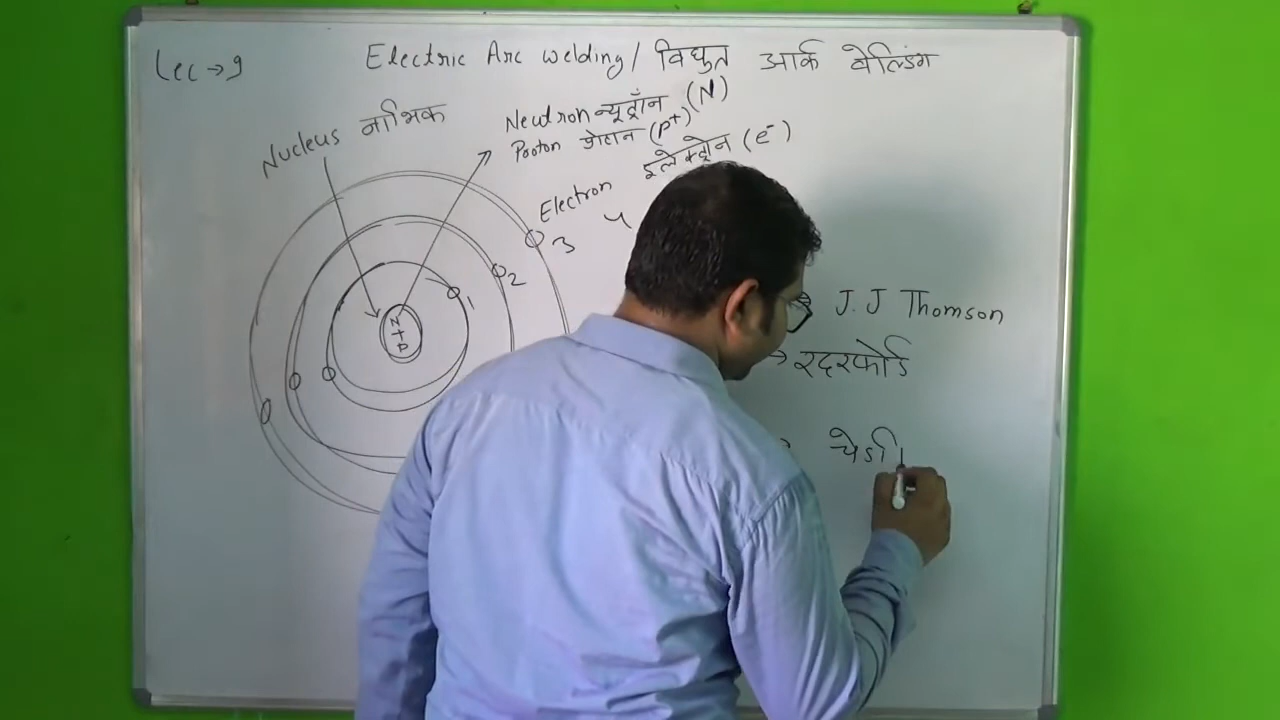 Lec → 9
Electric Arc welding / विधुत आर्क वेल्डिंग
Nucleus नाभिक
Neutron न्यूट्रॉन (N)
Proton प्रोटान (P+)
Electron इलेक्ट्रोन (e-)
3 4
2
1
N
+
P
J.J Thomson
→ रदरफोर्ड